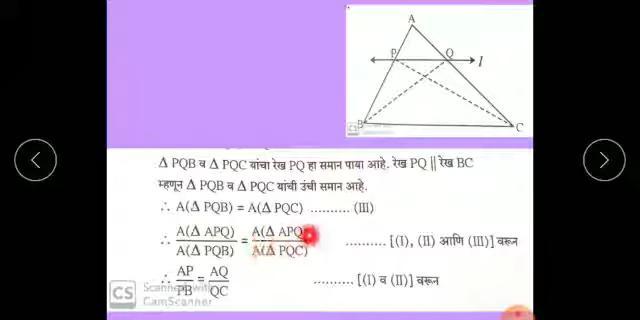 A
P
Q
l
B
C
Δ PQB व Δ PQC यांचा रेख PQ हा समान पाया आहे. रेख PQ || रेख BC
म्हणून Δ PQB व Δ PQC यांची उंची समान आहे.
∴ A(Δ PQB) = A(Δ PQC) .......... (III)
∴ A(Δ APQ) / A(Δ PQB) = A(Δ APQ) / A(Δ PQC) .......... [(I), (II) आणि (III)] वरून
∴ AP / PB = AQ / QC .......... [(I) व (II)] वरून
CS Scanned with
CamScanner